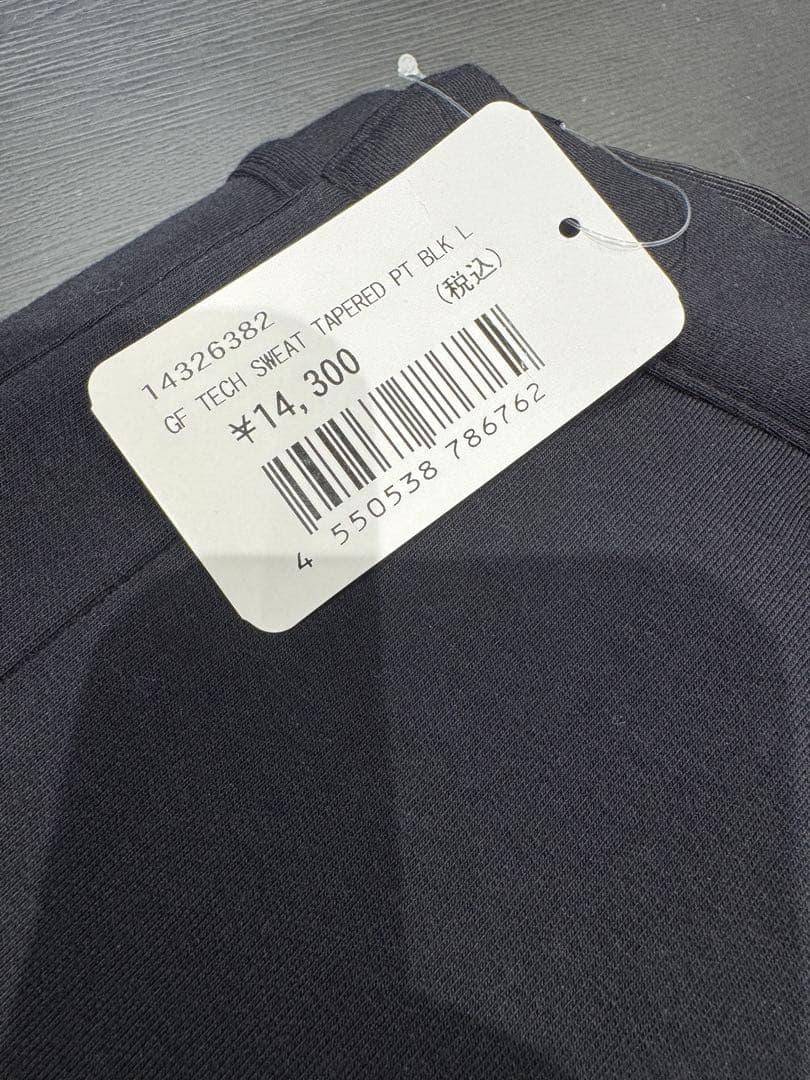 14326382
GF TECH SWEAT TAPERED PT BLK L
¥14,300 (税込)
4 550538 786762